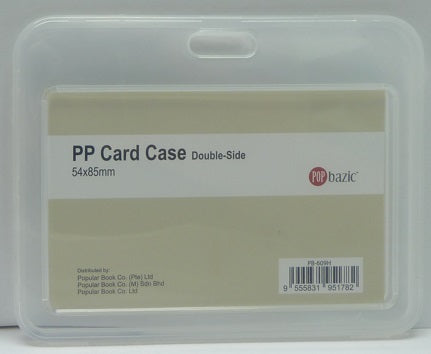 PP Card Case Double-Side
54x85mm
POP bazic
Distributed by:
Popular Book Co. (Pte) Ltd
Popular Book Co. (M) Sdn Bhd
Popular Book Co. Ltd
PB-609H
9 555831 951782